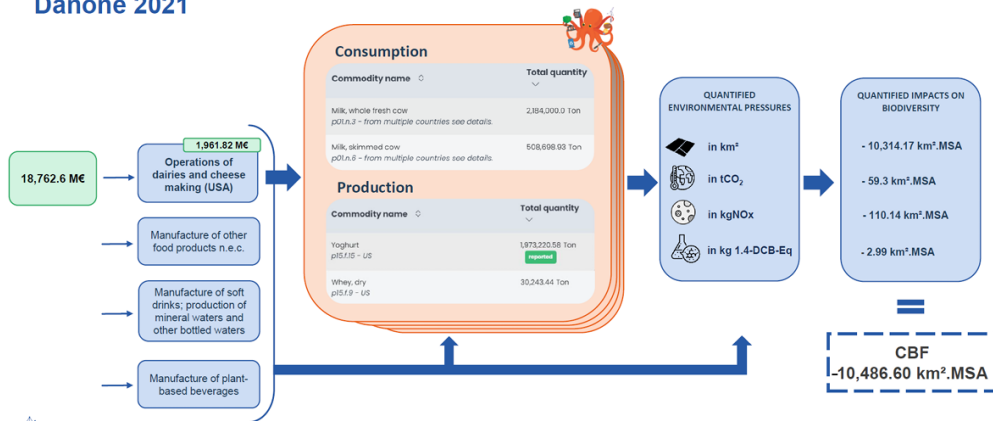 Danone 2021
18,762.6 M€
1,961.82 M€
Operations of
dairies and cheese
making (USA)
Manufacture of other
food products n.e.c.
Manufacture of soft
drinks; production of
mineral waters and
other bottled waters
Manufacture of plant-
based beverages
Consumption
Commodity name
Total quantity
Milk, whole fresh cow
p01.n.3 - from multiple countries see details.
2,184,000.0 Ton
Milk, skimmed cow
p01.n.6 - from multiple countries see details.
508,698.93 Ton
Production
Commodity name
Total quantity
Yoghurt
p15.f.15 - US
1,973,220.58 Ton
reported
Whey, dry
p15.f.9 - US
30,243.44 Ton
QUANTIFIED
ENVIRONMENTAL PRESSURES
in km²
in tCO₂
in kgNOx
in kg 1.4-DCB-Eq
QUANTIFIED IMPACTS ON
BIODIVERSITY
- 10,314.17 km².MSA
- 59.3 km².MSA
- 110.14 km².MSA
- 2.99 km².MSA
=
CBF
-10,486.60 km².MSA